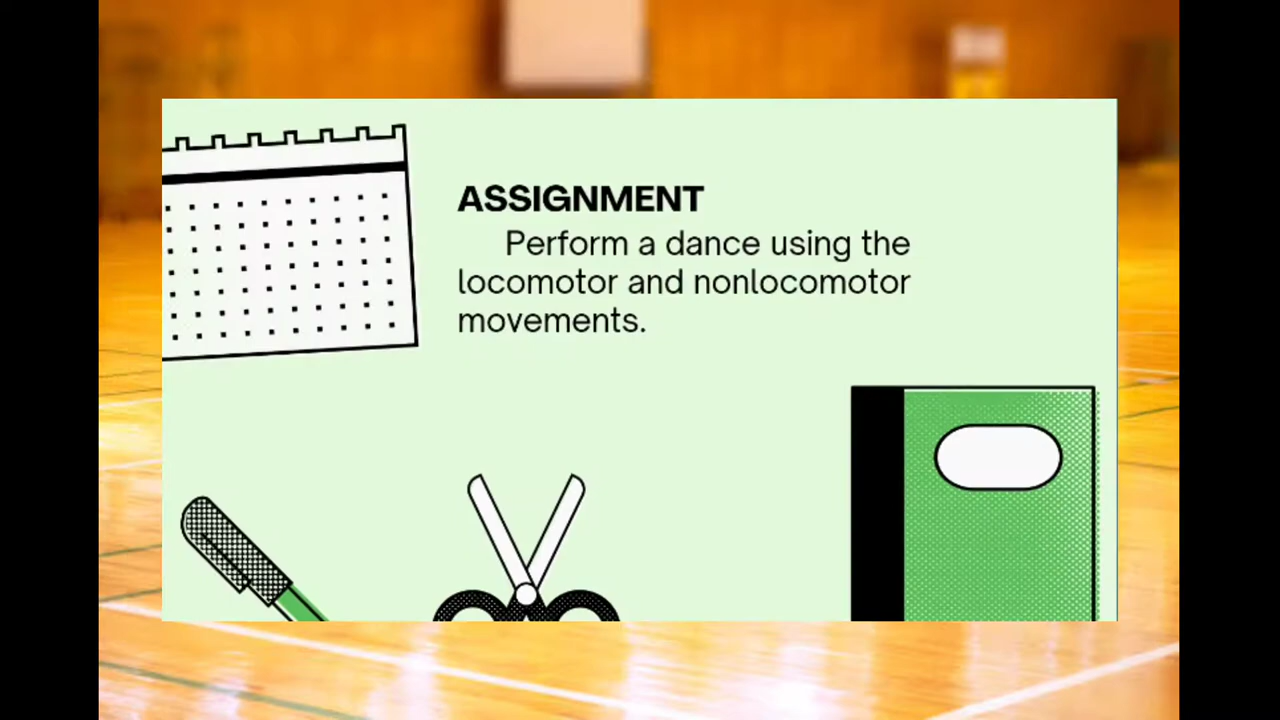 ASSIGNMENT
Perform a dance using the
locomotor and nonlocomotor
movements.